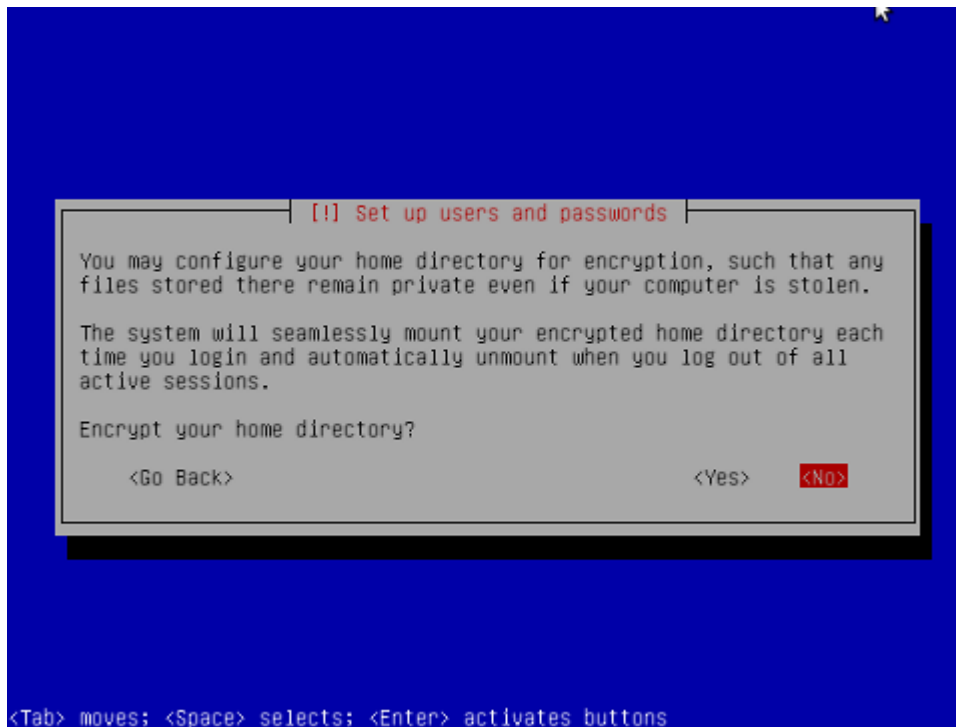 [!] Set up users and passwords
You may configure your home directory for encryption, such that any
files stored there remain private even if your computer is stolen.
The system will seamlessly mount your encrypted home directory each
time you login and automatically unmount when you log out of all
active sessions.
Encrypt your home directory?
<Go Back> <Yes> <No>
<Tab> moves; <Space> selects; <Enter> activates buttons